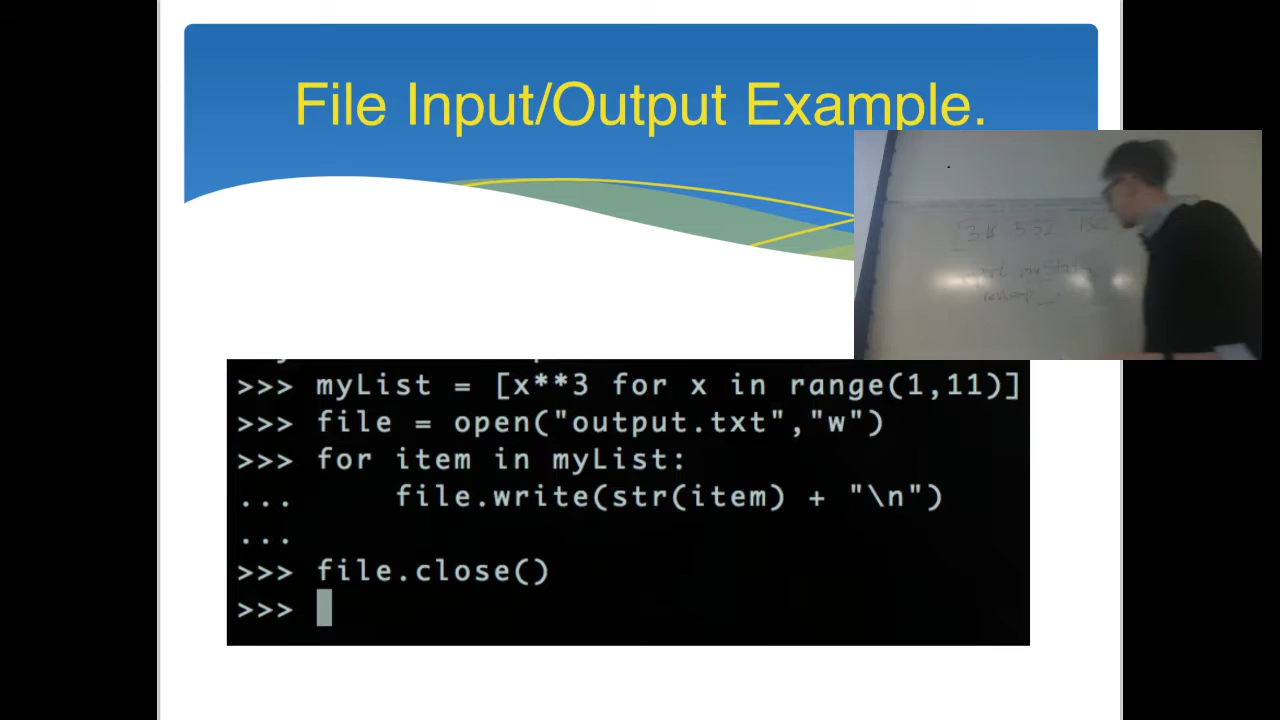 File Input/Output Example.
>>> myList = [x**3 for x in range(1,11)]
>>> file = open("output.txt","w")
>>> for item in myList:
...     file.write(str(item) + "\n")
...
>>> file.close()
>>>